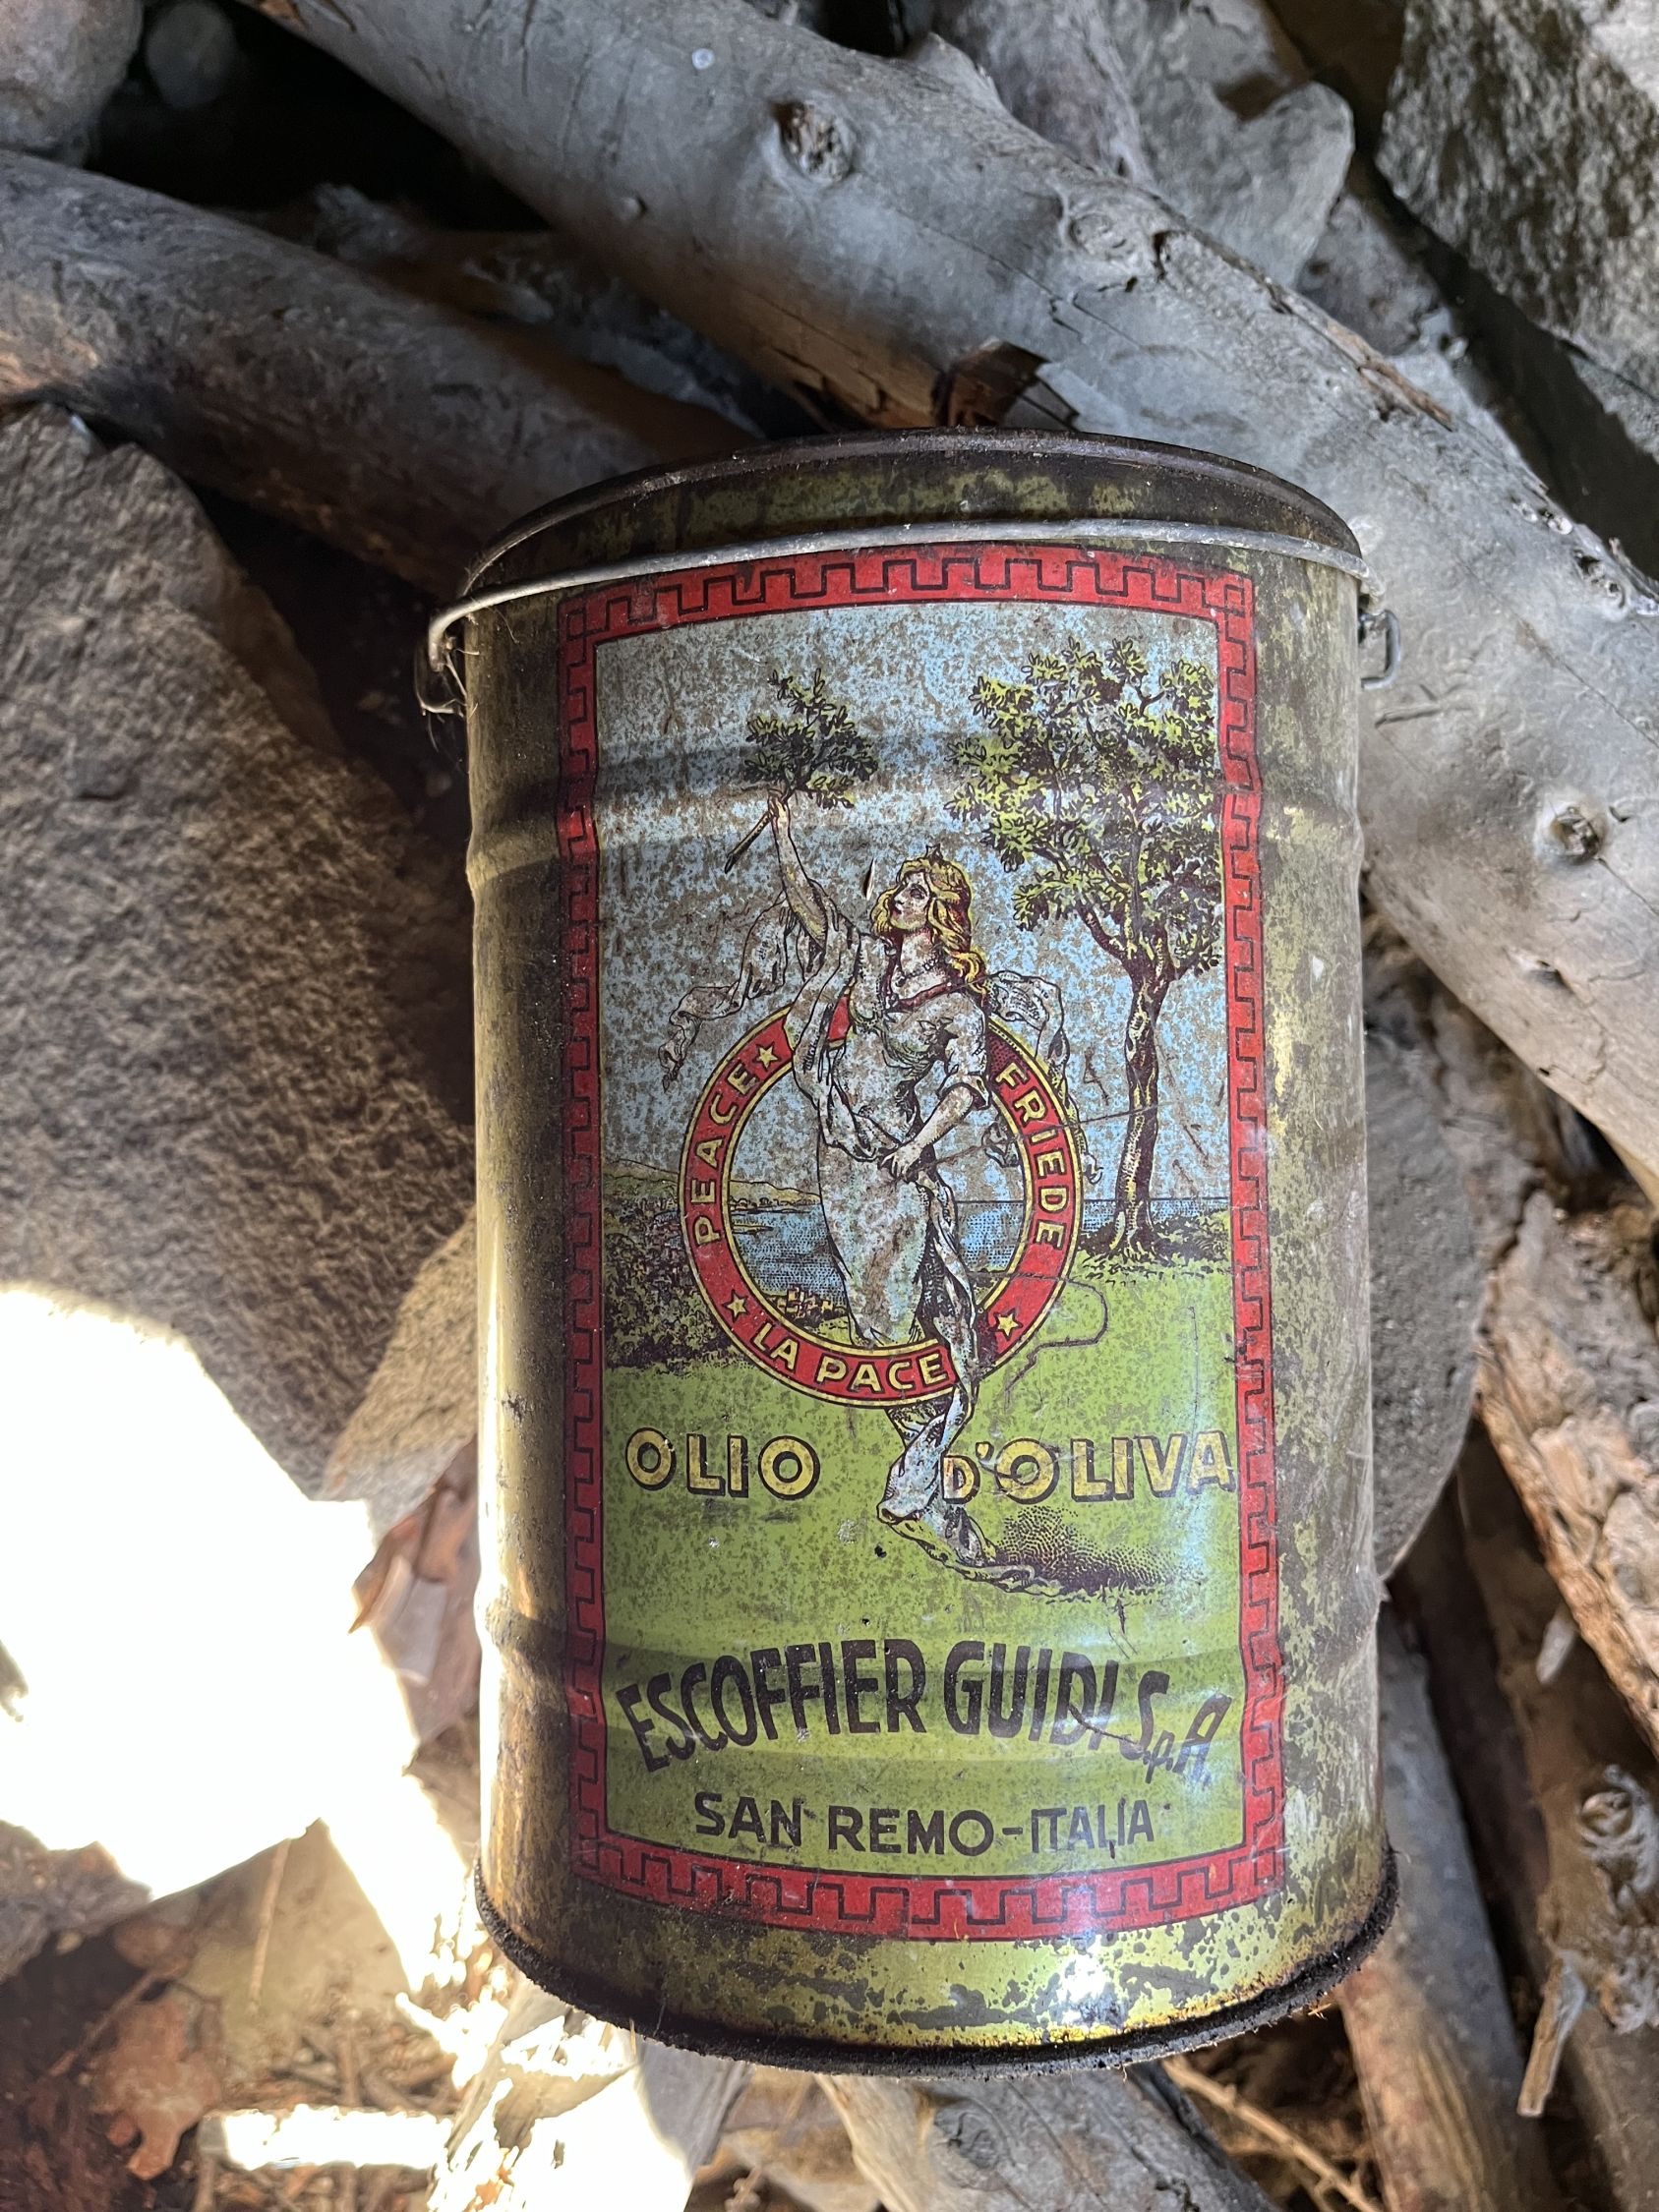 PEACE
FRIEDE
LA PACE
OLIO D'OLIVA
ESCOFFIER GUIDI S.p.A.
SAN REMO-ITALIA